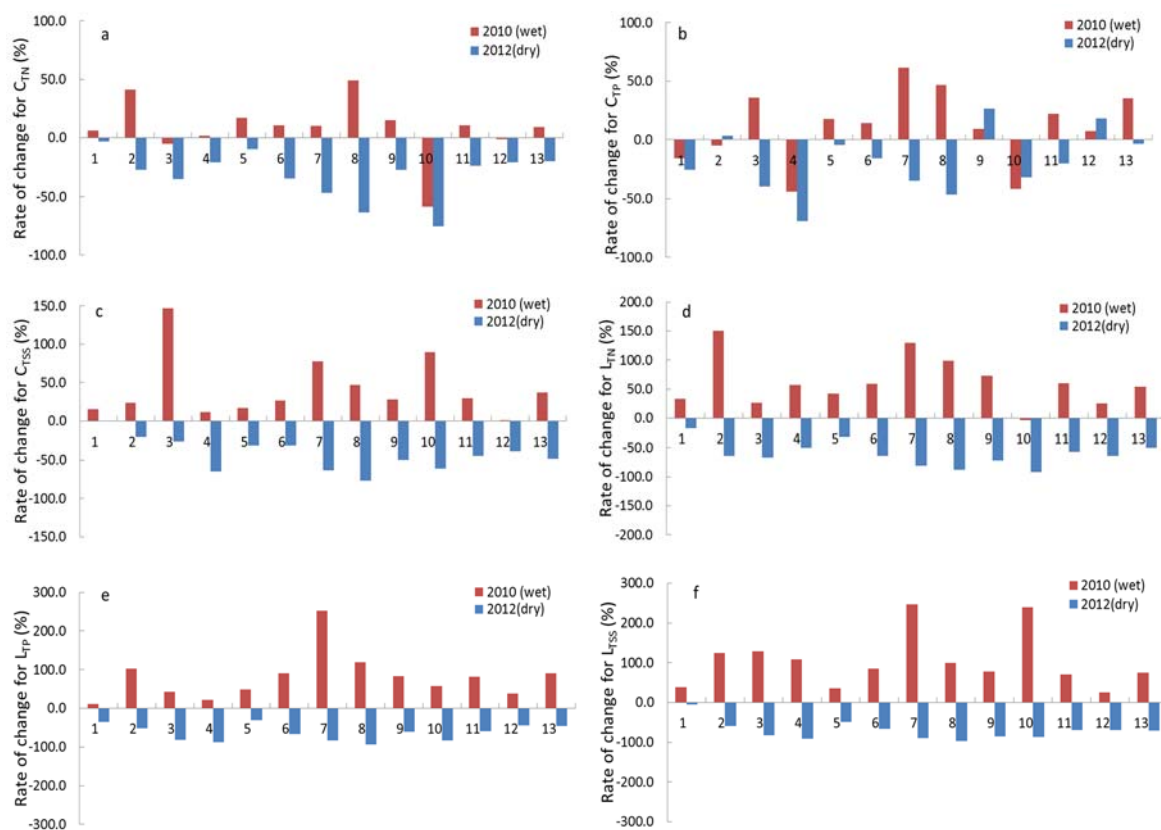 Rate of change for CTN (%)
a
2010 (wet)
2012(dry)
100.0
50.0
0.0
-50.0
-100.0
1 2 3 4 5 6 7 8 9 10 11 12 13
Rate of change for CTP (%)
b
2010 (wet)
2012(dry)
100.0
50.0
0.0
-50.0
-100.0
1 2 3 4 5 6 7 8 9 10 11 12 13
Rate of change for CTSS (%)
c
2010 (wet)
2012(dry)
150.0
100.0
50.0
0.0
-50.0
-100.0
-150.0
1 2 3 4 5 6 7 8 9 10 11 12 13
Rate of change for LTN (%)
d
2010 (wet)
2012(dry)
200.0
150.0
100.0
50.0
0.0
-50.0
-100.0
-150.0
-200.0
1 2 3 4 5 6 7 8 9 10 11 12 13
Rate of change for LTP (%)
e
2010 (wet)
2012(dry)
300.0
200.0
100.0
0.0
-100.0
-200.0
-300.0
1 2 3 4 5 6 7 8 9 10 11 12 13
Rate of change for LTSS (%)
f
2010 (wet)
2012(dry)
300.0
200.0
100.0
0.0
-100.0
-200.0
-300.0
1 2 3 4 5 6 7 8 9 10 11 12 13